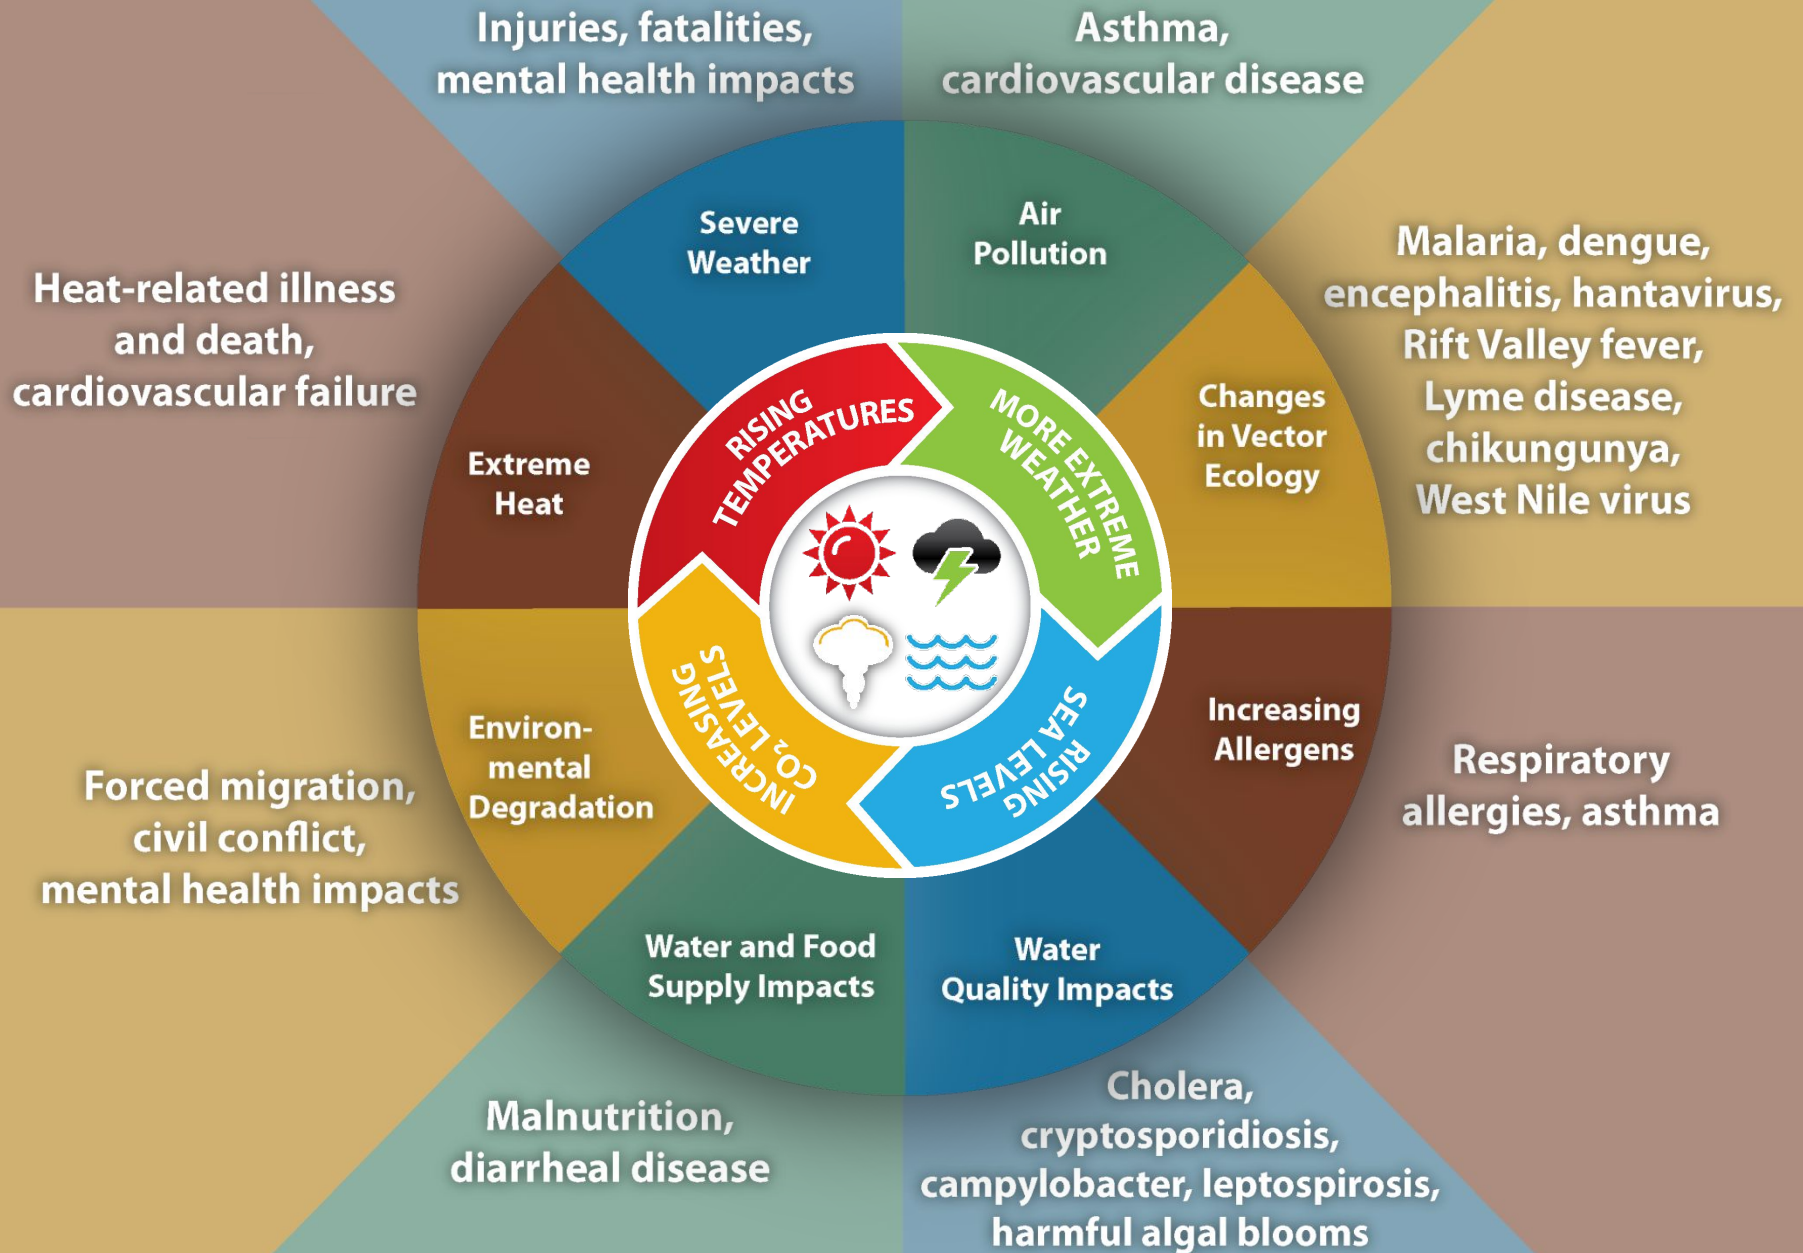 Injuries, fatalities,
mental health impacts
Asthma,
cardiovascular disease
Severe
Weather
Air
Pollution
Heat-related illness
and death,
cardiovascular failure
Malaria, dengue,
encephalitis, hantavirus,
Rift Valley fever,
Lyme disease,
chikungunya,
West Nile virus
Extreme
Heat
Changes
in Vector
Ecology
RISING
TEMPERATURES
MORE EXTREME
WEATHER
RISING
SEA LEVELS
INCREASING
CO₂ LEVELS
Environ-
mental
Degradation
Increasing
Allergens
Forced migration,
civil conflict,
mental health impacts
Respiratory
allergies, asthma
Water and Food
Supply Impacts
Water
Quality Impacts
Malnutrition,
diarrheal disease
Cholera,
cryptosporidiosis,
campylobacter, leptospirosis,
harmful algal blooms